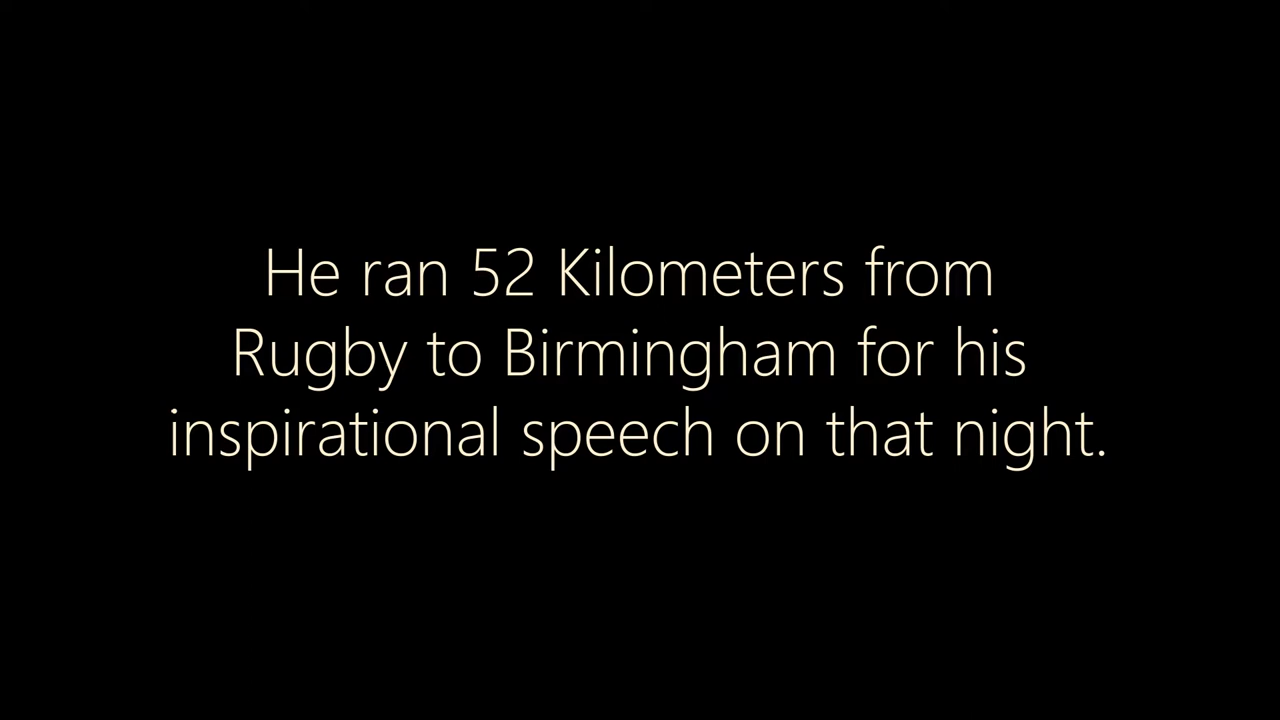 He ran 52 Kilometers from
Rugby to Birmingham for his
inspirational speech on that night.